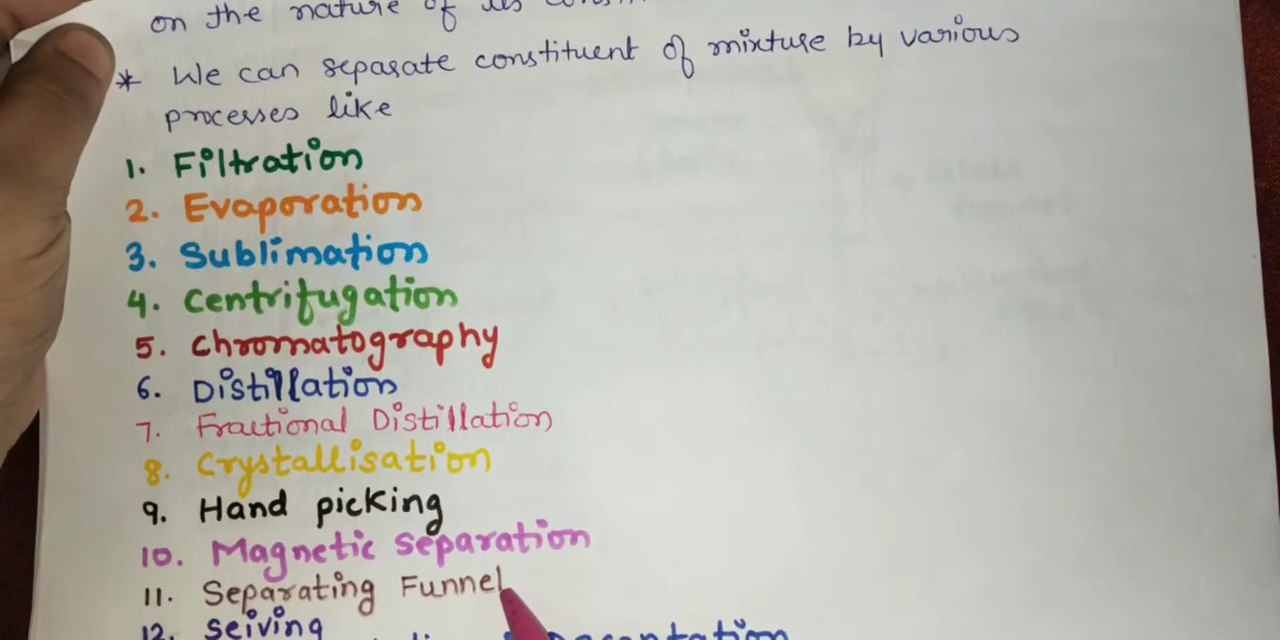 on the nature of its
* We can separate constituent of mixture by various
processes like
1. Filtration
2. Evaporation
3. Sublimation
4. Centrifugation
5. Chromatography
6. Distillation
7. Fractional Distillation
8. Crystallisation
9. Hand picking
10. Magnetic Separation
11. Separating Funnel
12. Seiving